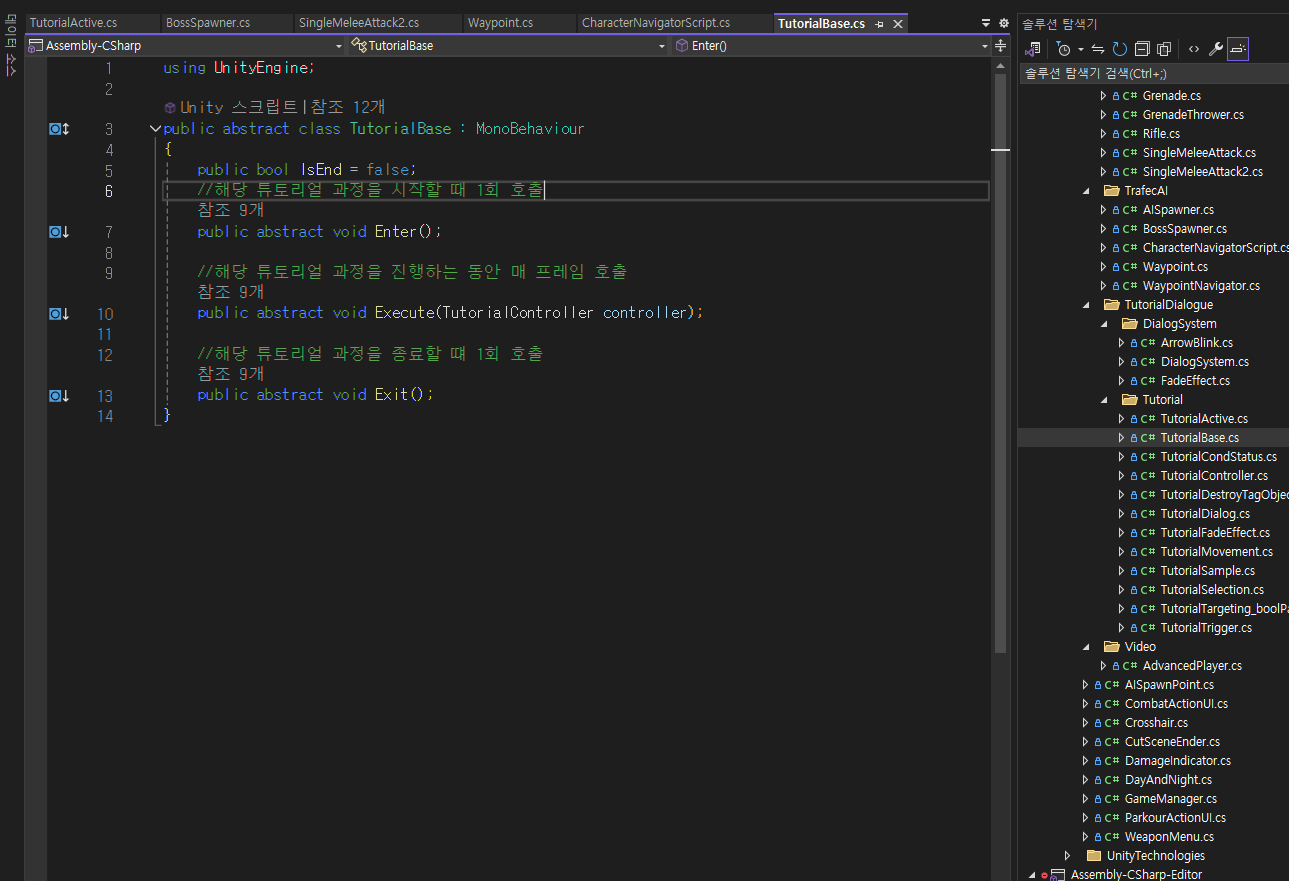 데이터 소스
TutorialActive.cs
BossSpawner.cs
SingleMeleeAttack2.cs
Waypoint.cs
CharacterNavigatorScript.cs
TutorialBase.cs
Assembly-CSharp
TutorialBase
Enter()
1 using UnityEngine;
2
Unity 스크립트|참조 12개
3 public abstract class TutorialBase : MonoBehaviour
4 {
5 public bool IsEnd = false;
6 //해당 튜토리얼 과정을 시작할 때 1회 호출
참조 9개
7 public abstract void Enter();
8
9 //해당 튜토리얼 과정을 진행하는 동안 매 프레임 호출
참조 9개
10 public abstract void Execute(TutorialController controller);
11
12 //해당 튜토리얼 과정을 종료할 때 1회 호출
참조 9개
13 public abstract void Exit();
14 }
솔루션 탐색기
솔루션 탐색기 검색(Ctrl+;)
C# Grenade.cs
C# GrenadeThrower.cs
C# Rifle.cs
C# SingleMeleeAttack.cs
C# SingleMeleeAttack2.cs
TrafecAI
C# AISpawner.cs
C# BossSpawner.cs
C# CharacterNavigatorScript.cs
C# Waypoint.cs
C# WaypointNavigator.cs
TutorialDialogue
DialogSystem
C# ArrowBlink.cs
C# DialogSystem.cs
C# FadeEffect.cs
Tutorial
C# TutorialActive.cs
C# TutorialBase.cs
C# TutorialCondStatus.cs
C# TutorialController.cs
C# TutorialDestroyTagObjec
C# TutorialDialog.cs
C# TutorialFadeEffect.cs
C# TutorialMovement.cs
C# TutorialSample.cs
C# TutorialSelection.cs
C# TutorialTargeting_boolPa
C# TutorialTrigger.cs
Video
C# AdvancedPlayer.cs
C# AISpawnPoint.cs
C# CombatActionUI.cs
C# Crosshair.cs
C# CutSceneEnder.cs
C# DamageIndicator.cs
C# DayAndNight.cs
C# GameManager.cs
C# ParkourActionUI.cs
C# WeaponMenu.cs
UnityTechnologies
Assembly-CSharp-Editor